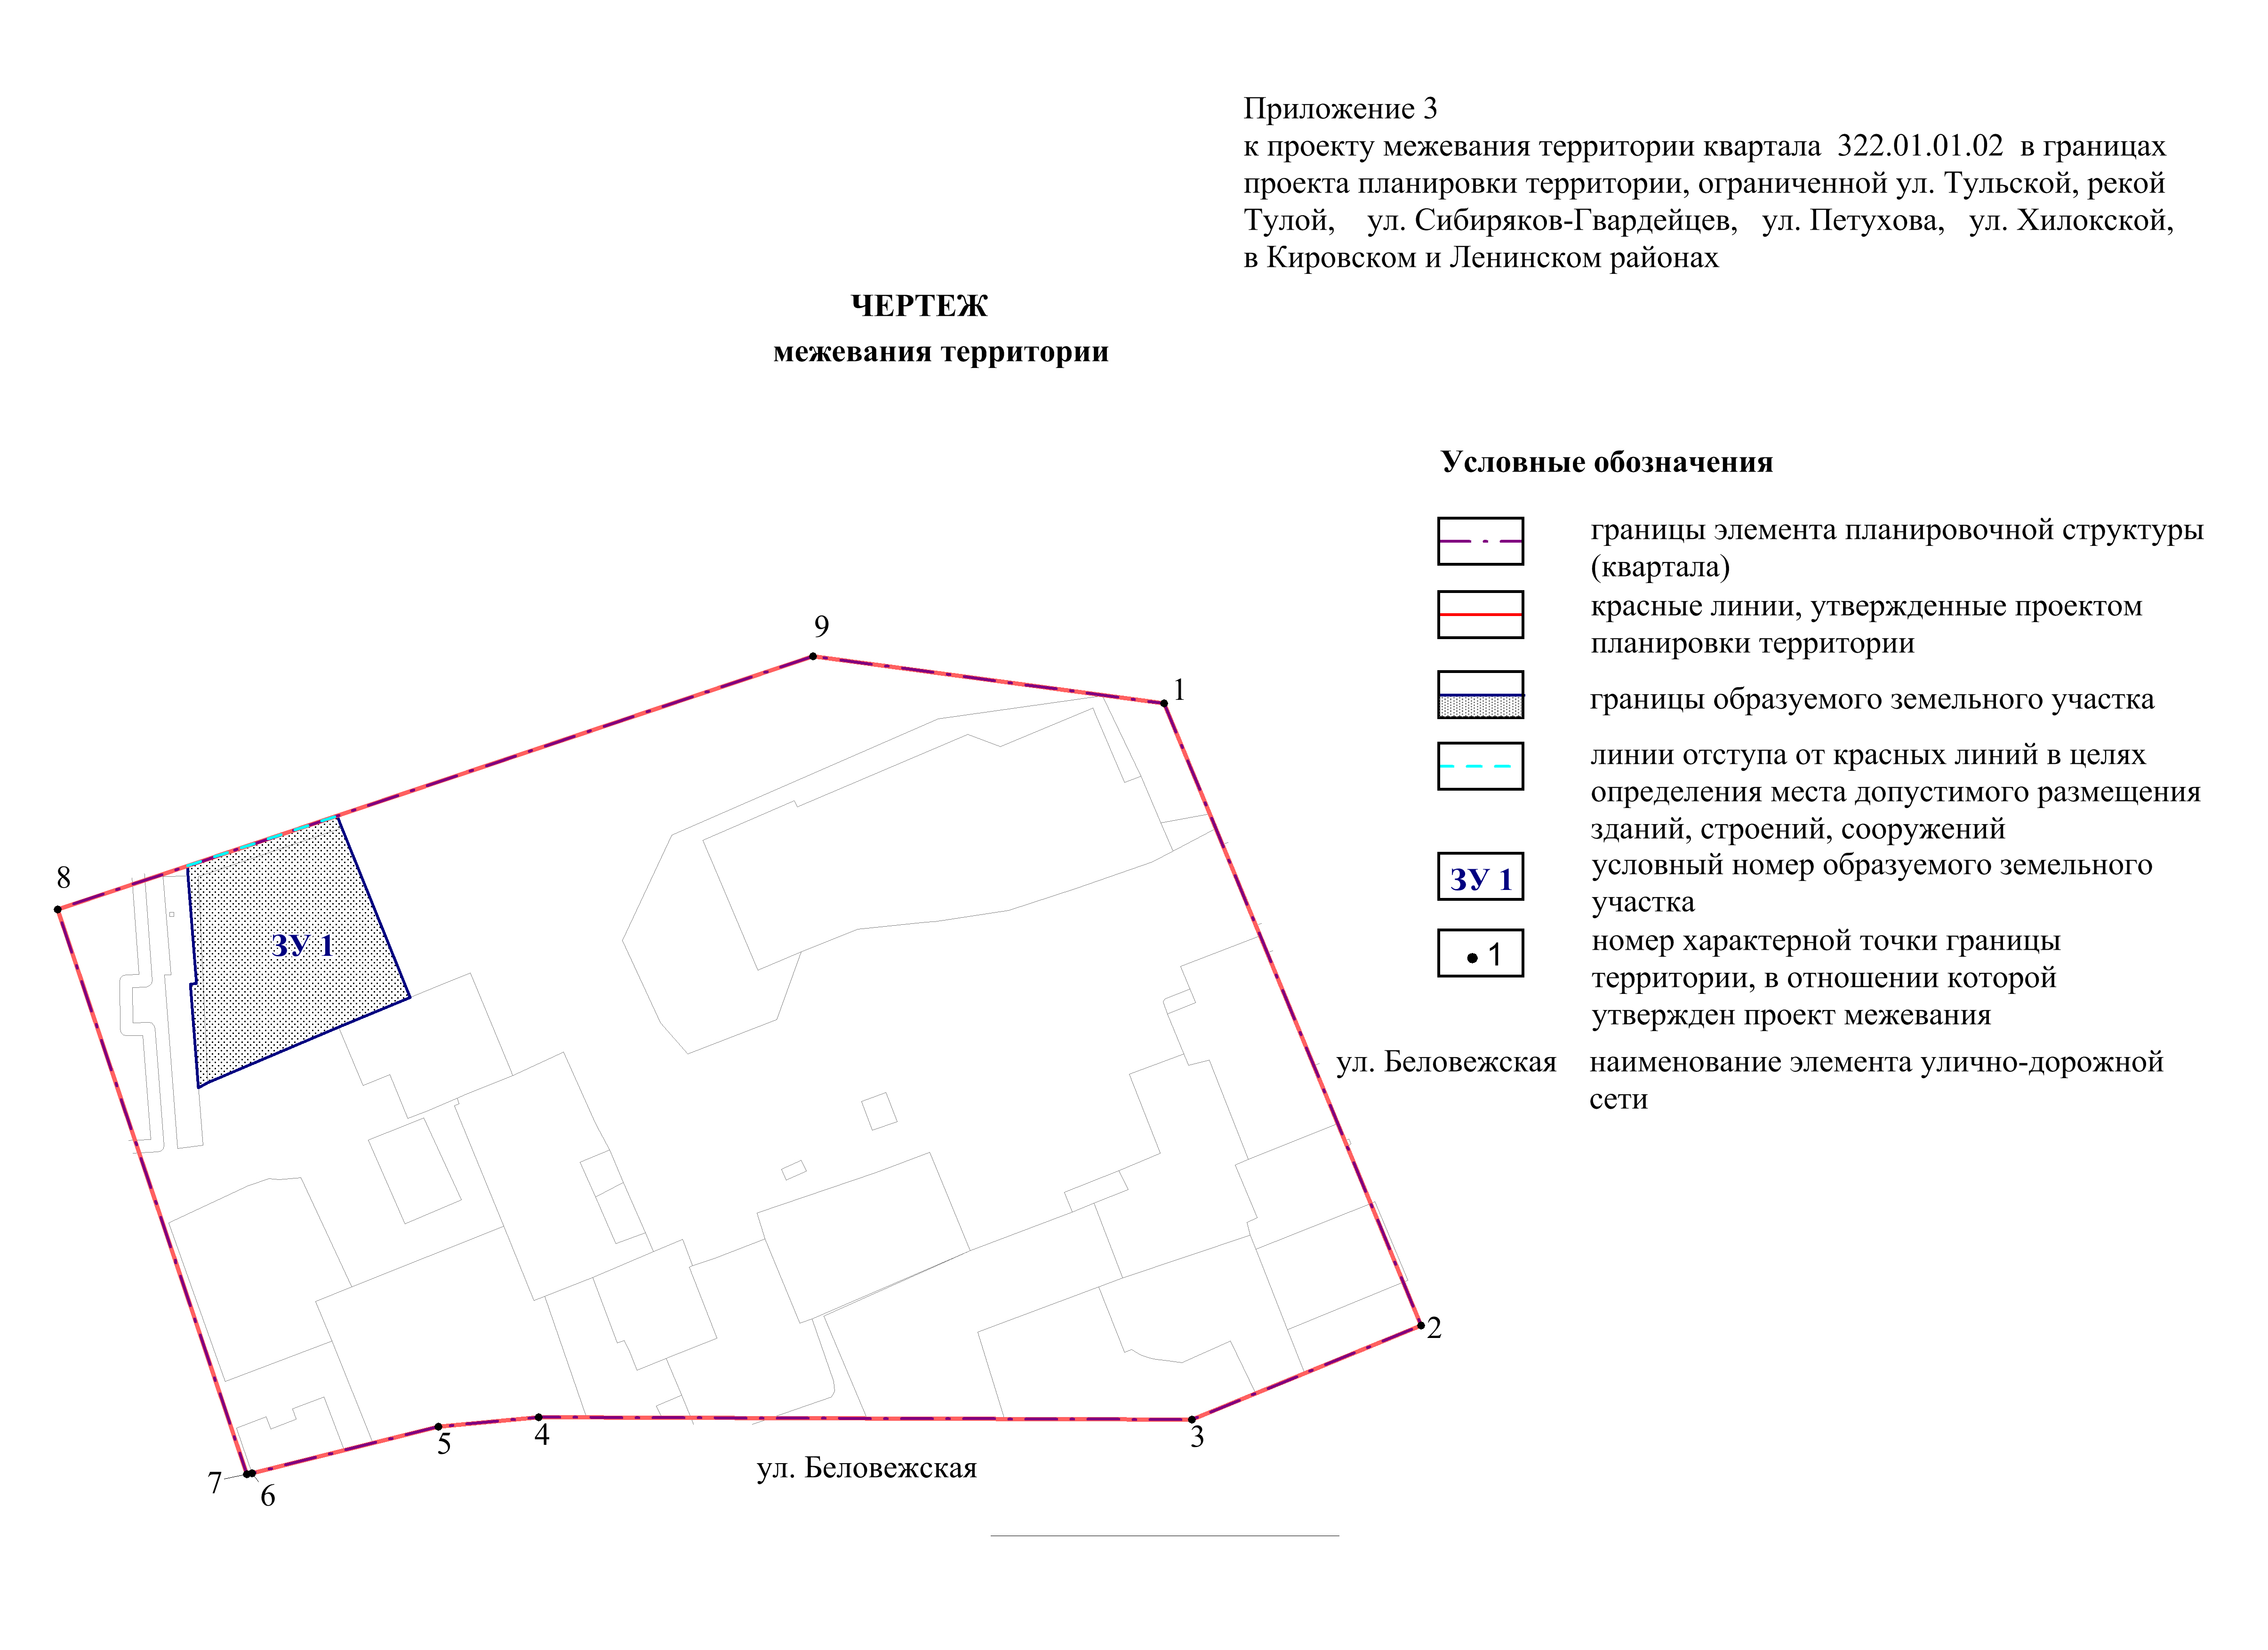 Приложение 3
к проекту межевания территории квартала 322.01.01.02 в границах
проекта планировки территории, ограниченной ул. Тульской, рекой
Тулой, ул. Сибиряков-Гвардейцев, ул. Петухова, ул. Хилокской,
в Кировском и Ленинском районах
ЧЕРТЕЖ
межевания территории
Условные обозначения
границы элемента планировочной структуры
(квартала)
красные линии, утвержденные проектом
планировки территории
границы образуемого земельного участка
линии отступа от красных линий в целях
определения места допустимого размещения
зданий, строений, сооружений
ЗУ 1
условный номер образуемого земельного
участка
1
номер характерной точки границы
территории, в отношении которой
утвержден проект межевания
ул. Беловежская
наименование элемента улично-дорожной
сети
9
1
8
ЗУ 1
2
3
4
5
7
6
ул. Беловежская